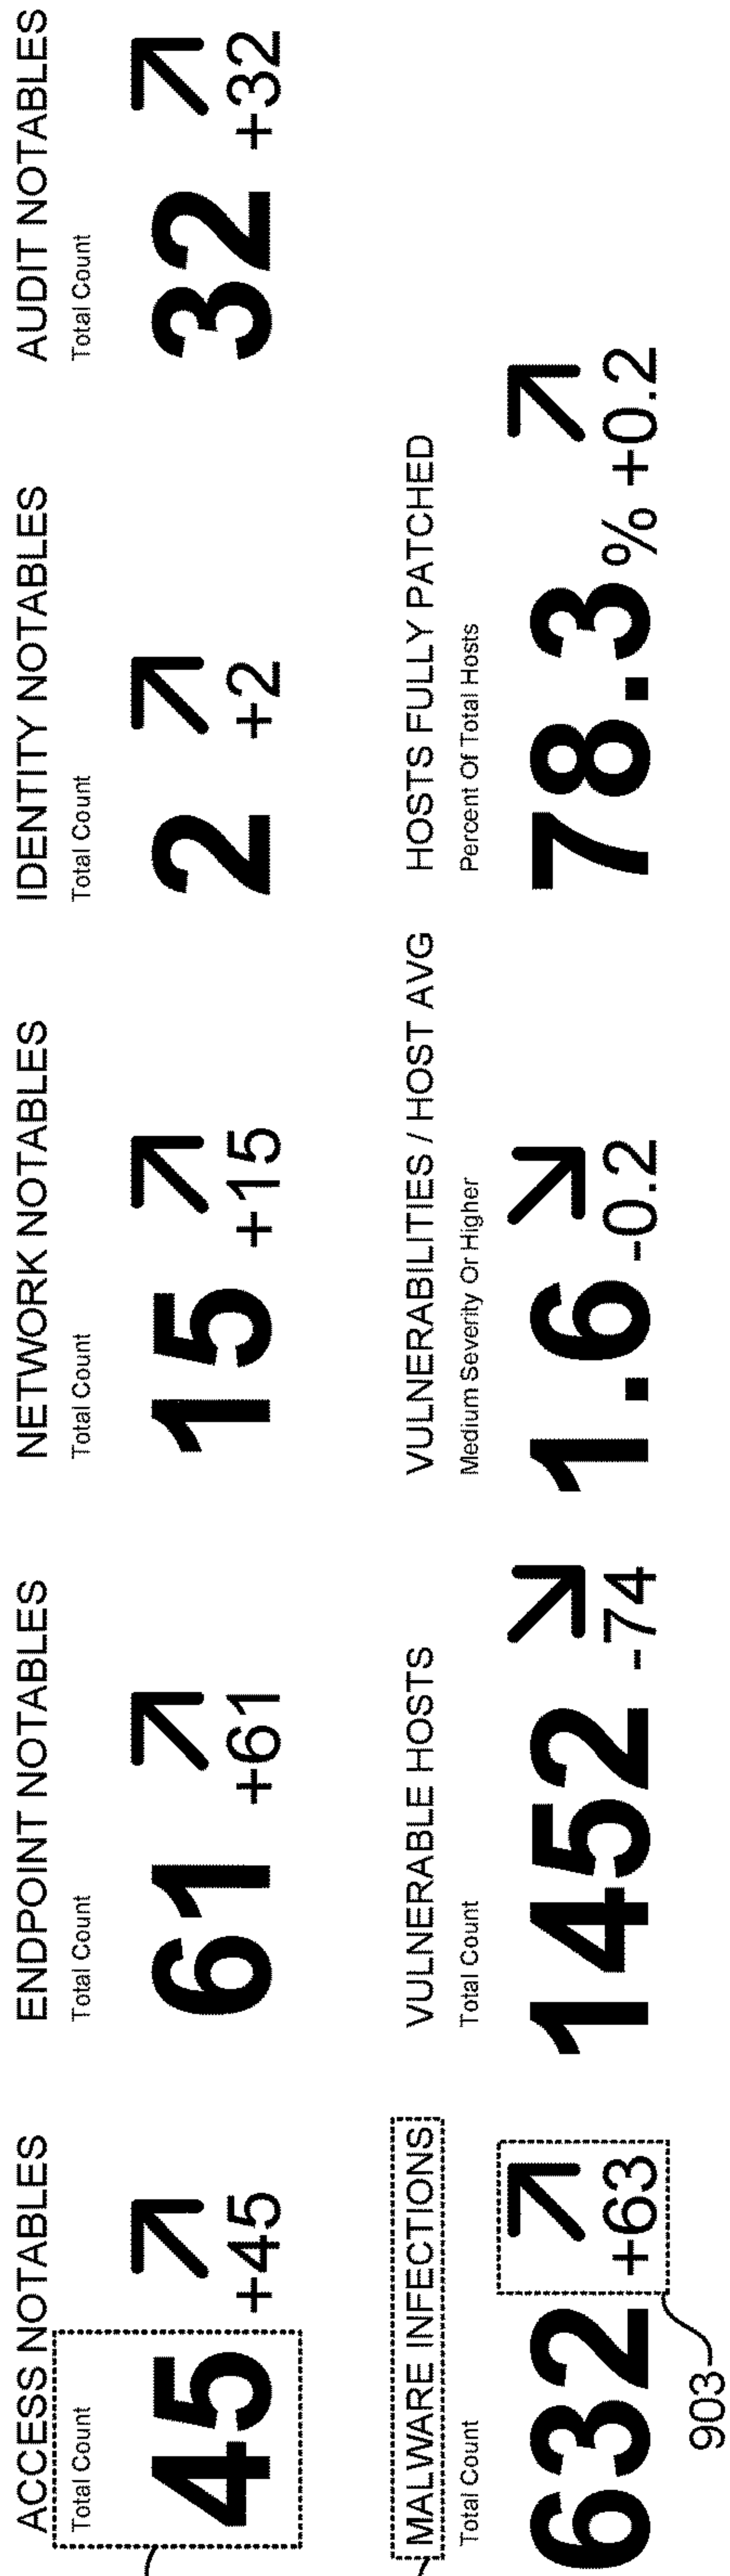 ACCESS NOTABLES
Total Count
45 +45
ENDPOINT NOTABLES
Total Count
61 +61
NETWORK NOTABLES
Total Count
15 +15
IDENTITY NOTABLES
Total Count
2 +2
AUDIT NOTABLES
Total Count
32 +32
MALWARE INFECTIONS
Total Count
632 +63
903
VULNERABLE HOSTS
Total Count
1452 -74
VULNERABILITIES / HOST AVG
Medium Severity Or Higher
1.6 -0.2
HOSTS FULLY PATCHED
Percent Of Total Hosts
78.3% +0.2